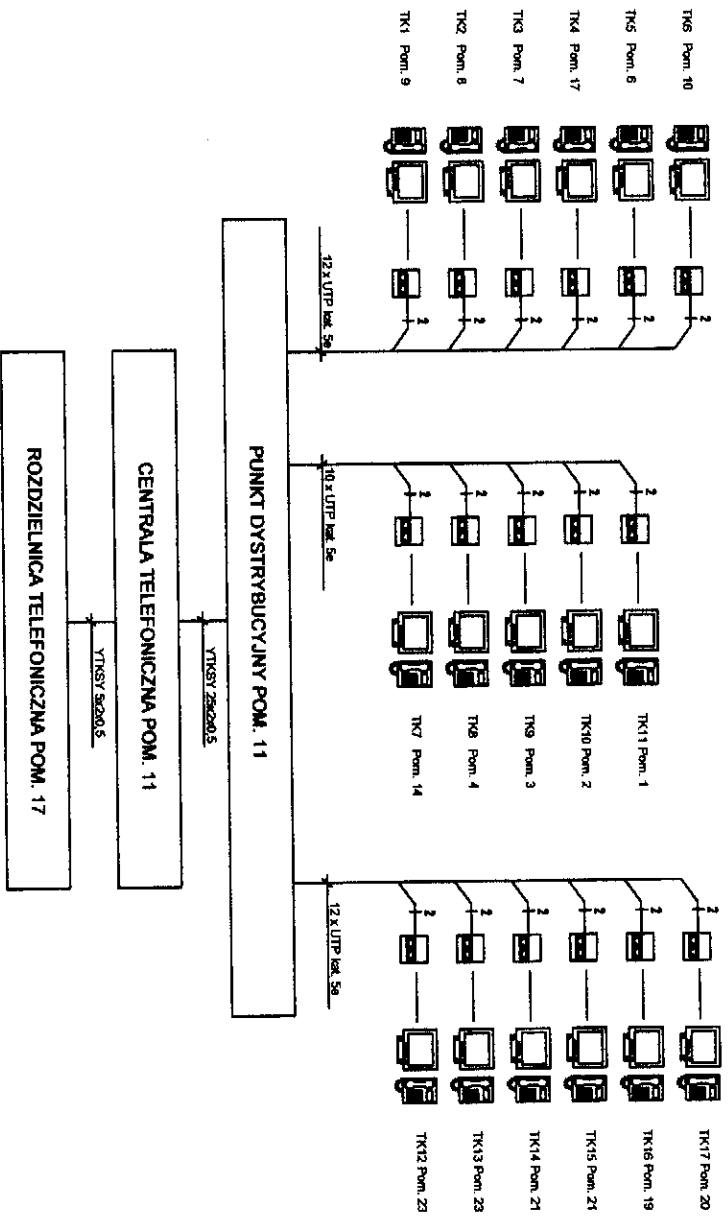 TK6 Pom. 10
2
TK5 Pom. 6
2
TK4 Pom. 17
2
TK3 Pom. 7
2
TK2 Pom. 8
2
TK1 Pom. 9
2
12 x UTP kat. 5e
2
TK11 Pom. 1
2
TK10 Pom. 2
2
TK9 Pom. 3
2
TK8 Pom. 4
2
TK7 Pom. 14
10 x UTP kat. 5e
2
TK17 Pom. 20
2
TK16 Pom. 19
2
TK15 Pom. 21
2
TK14 Pom. 21
2
TK13 Pom. 23
2
TK12 Pom. 23
12 x UTP kat. 5e
PUNKT DYSTRYBUCYJNY POM. 11
YTKSY 25x2x0,5
CENTRALA TELEFONICZNA POM. 11
YTKSY 5x2x0,5
ROZDZIELNICA TELEFONICZNA POM. 17